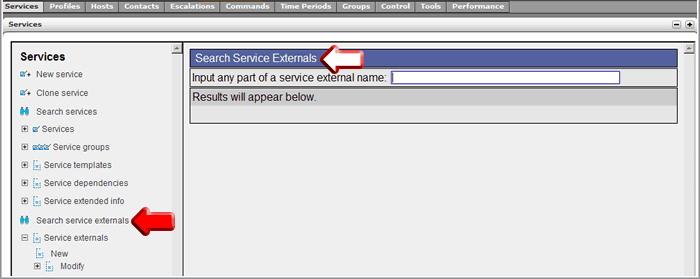 Services Profiles Hosts Contacts Escalations Commands Time Periods Groups Control Tools Performance
Services
Services
New service
Clone service
Search services
Services
Service groups
Service templates
Service dependencies
Service extended info
Search service externals
Service externals
New
Modify
Search Service Externals
Input any part of a service external name:
Results will appear below.